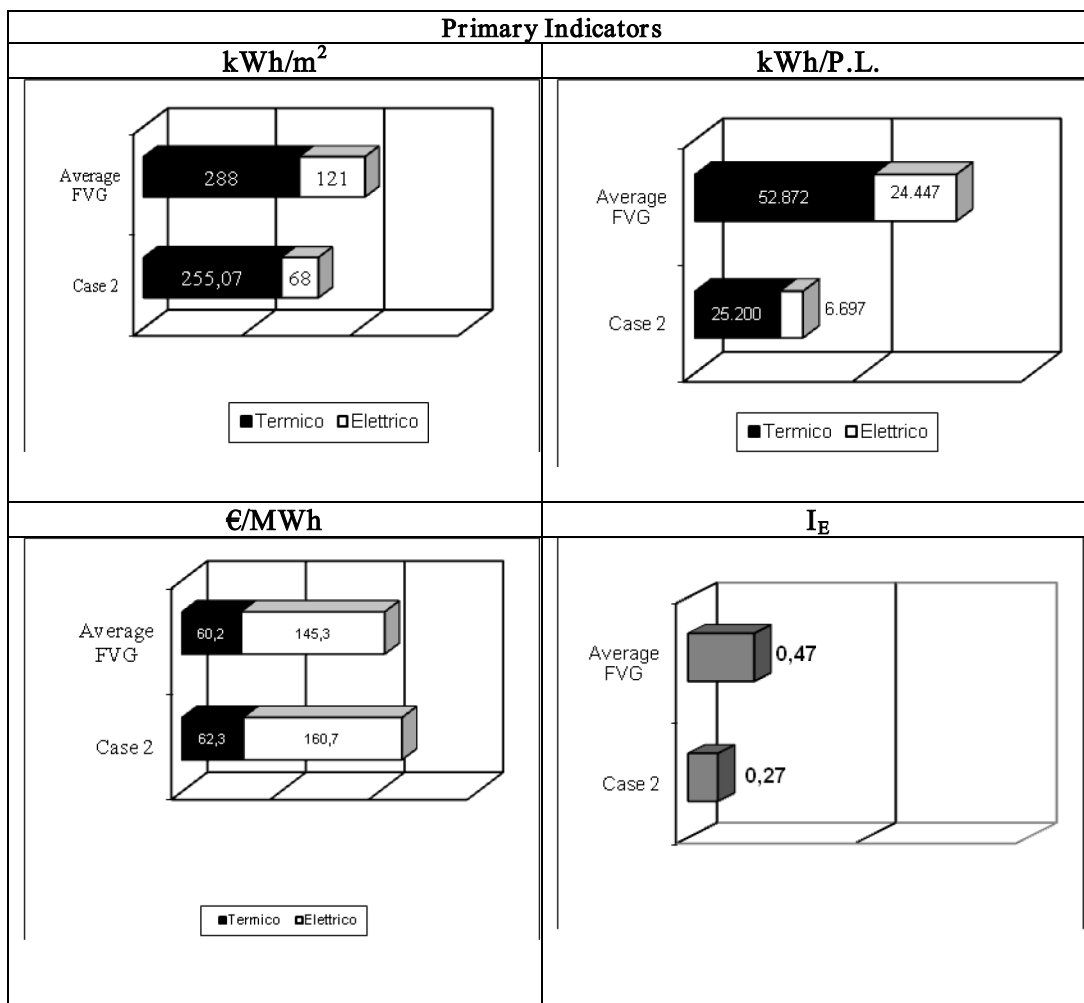 Primary Indicators
kWh/m²
kWh/P.L.
Average
FVG
288
121
Case 2
255,07
68
Termico Elettrico
Average
FVG
52.872
24.447
Case 2
25.200
6.697
Termico Elettrico
€/MWh
I_E
Average
FVG
60,2
145,3
Case 2
62,3
160,7
Termico Elettrico
Average
FVG
0,47
Case 2
0,27